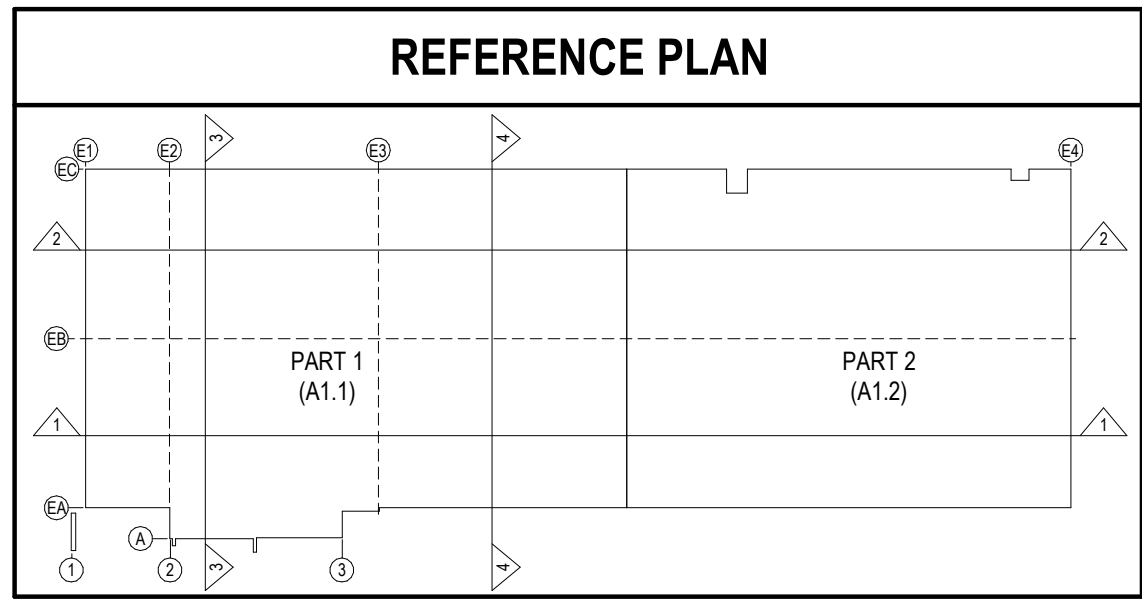 REFERENCE PLAN
3
4
E1
E2
E3
E4
EC
2
2
EB
PART 1
(A1.1)
PART 2
(A1.2)
1
1
EA
A
1
2
3
3
4